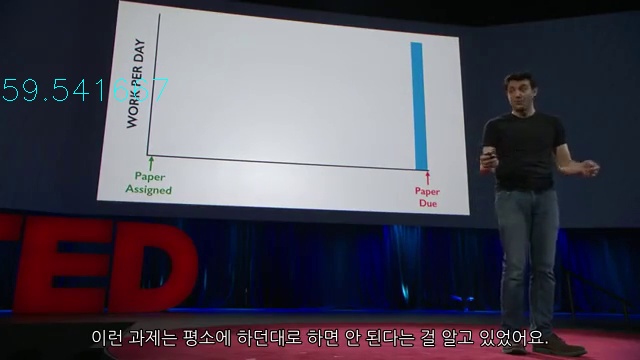 59.541667
WORK PER DAY
Paper
Assigned
Paper
Due
TED
이런 과제는 평소에 하던대로 하면 안 된다는 걸 알고 있었어요.